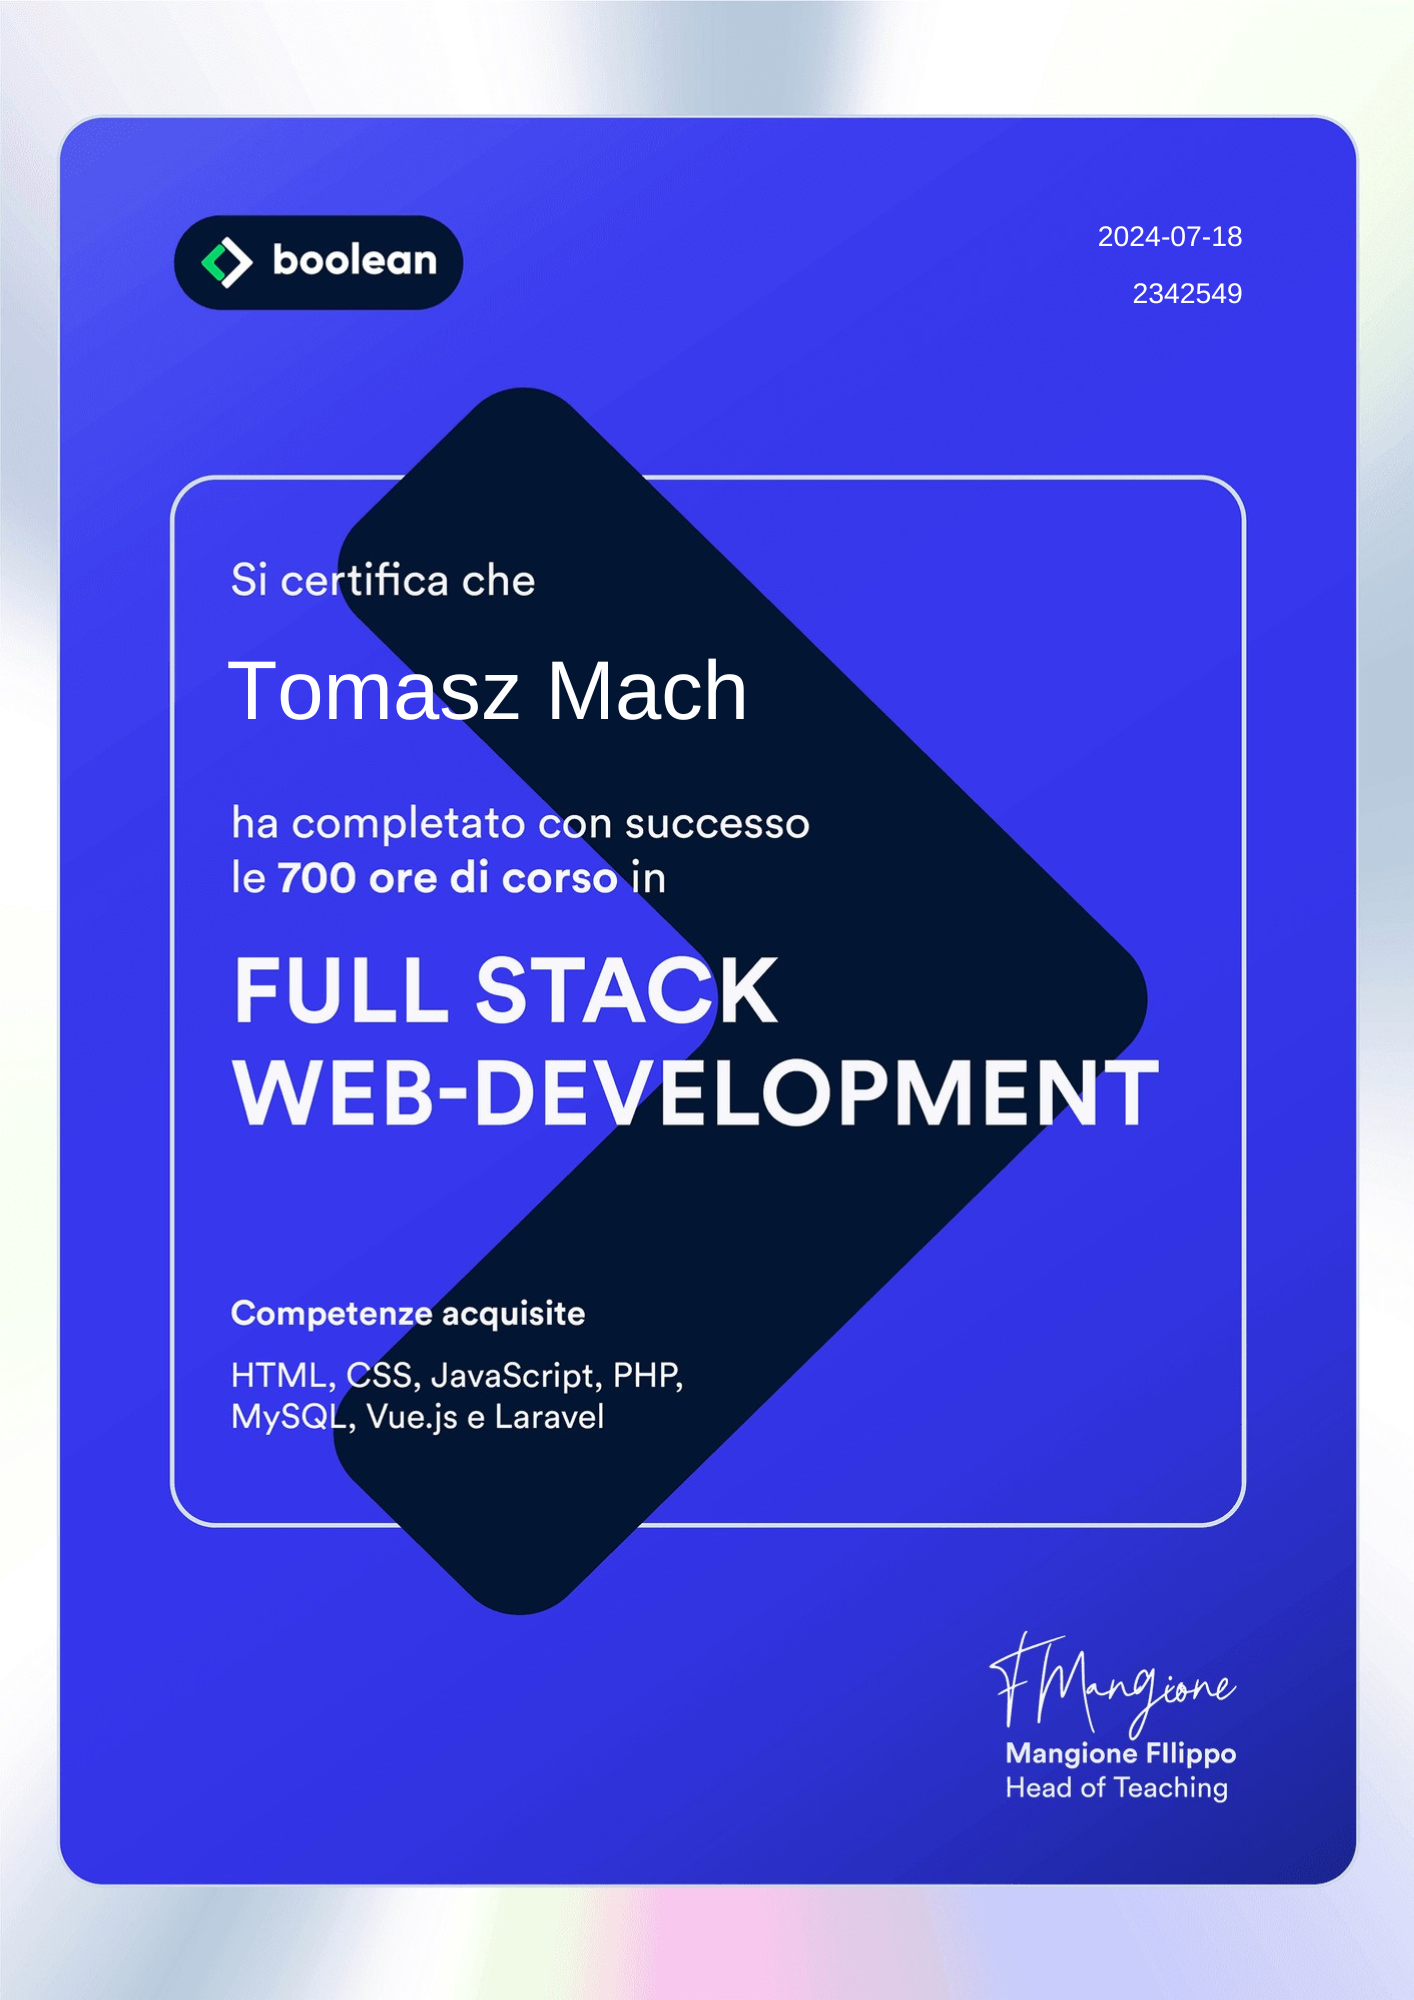 boolean
2024-07-18
2342549
Si certifica che
Tomasz Mach
ha completato con successo
le 700 ore di corso in
FULL STACK
WEB-DEVELOPMENT
Competenze acquisite
HTML, CSS, JavaScript, PHP,
MySQL, Vue.js e Laravel
FMangione
Mangione FIlippo
Head of Teaching